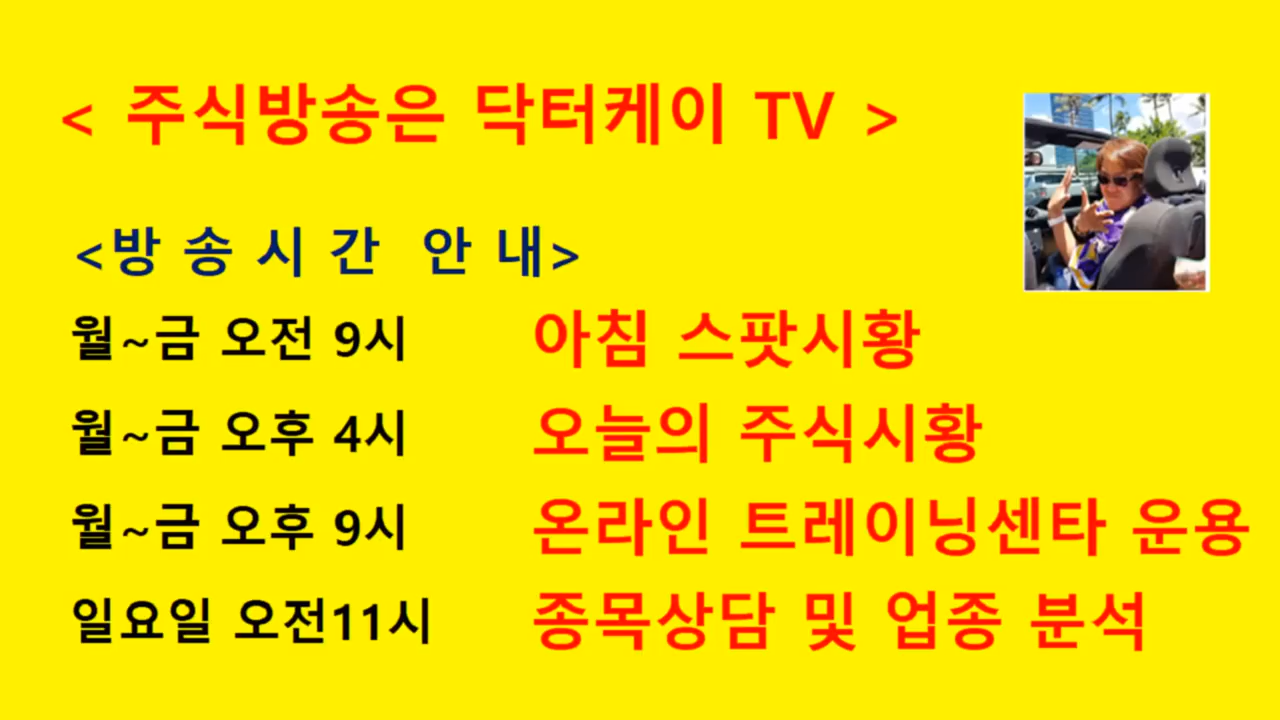 < 주식방송은 닥터케이 TV >
<방 송 시 간 안 내>
월~금 오전 9시 아침 스팟시황
월~금 오후 4시 오늘의 주식시황
월~금 오후 9시 온라인 트레이닝센타 운용
일요일 오전11시 종목상담 및 업종 분석